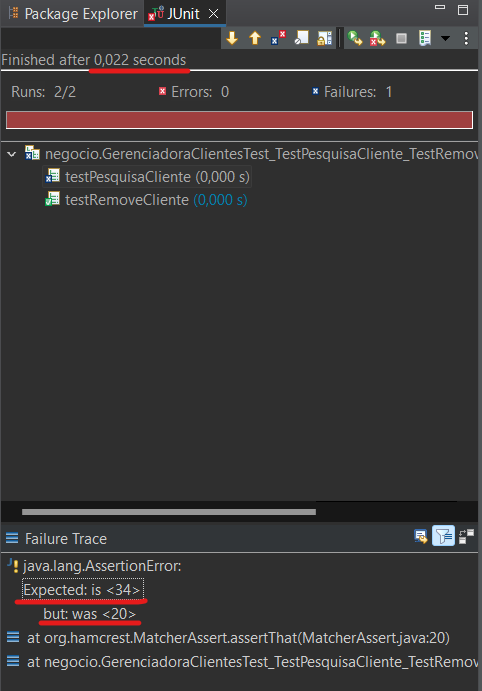 Package Explorer JUnit
Finished after 0,022 seconds
Runs: 2/2 Errors: 0 Failures: 1
negocio.GerenciadoraClientesTest_TestPesquisaCliente_TestRemov
testPesquisaCliente (0,000 s)
testRemoveCliente (0,000 s)
Failure Trace
java.lang.AssertionError:
Expected: is <34>
but: was <20>
at org.hamcrest.MatcherAssert.assertThat(MatcherAssert.java:20)
at negocio.GerenciadoraClientesTest_TestPesquisaCliente_TestRemov